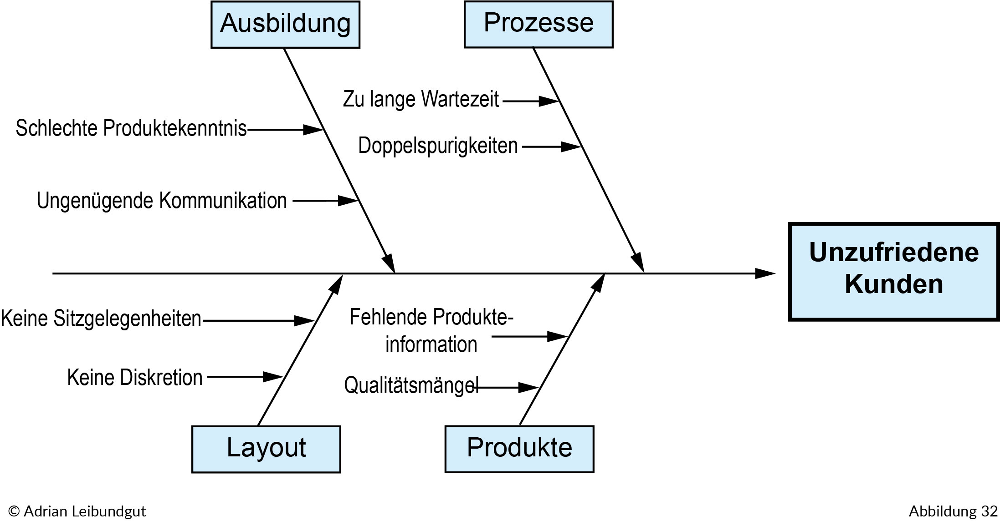 Ausbildung
Prozesse
Zu lange Wartezeit
Schlechte Produktekenntnis
Doppelspurigkeiten
Ungenügende Kommunikation
Unzufriedene
Kunden
Keine Sitzgelegenheiten
Fehlende Produkte-
information
Keine Diskretion
Qualitätsmängel
Layout
Produkte
© Adrian Leibundgut
Abbildung 32